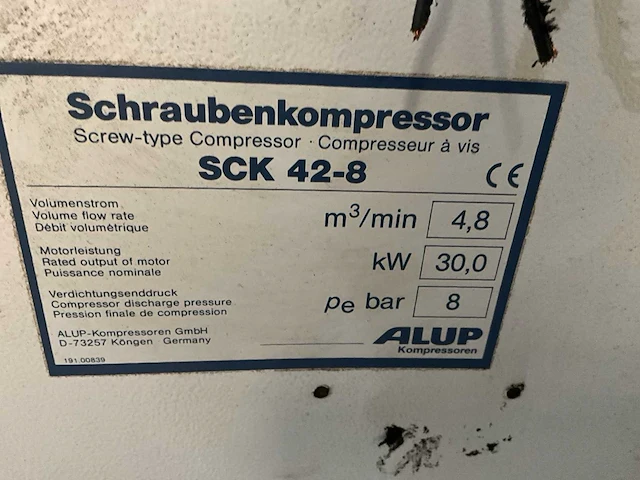 Schraubenkompressor
Screw-type Compressor · Compresseur à vis
SCK 42-8 CE
Volumenstrom
Volume flow rate
Débit volumétrique
m³/min 4,8
Motorleistung
Rated output of motor
Puissance nominale
kW 30,0
Verdichtungsenddruck
Compressor discharge pressure
Pression finale de compression
pe bar 8
ALUP-Kompressoren GmbH
D-73257 Köngen Germany
ALUP
Kompressoren
191.00839